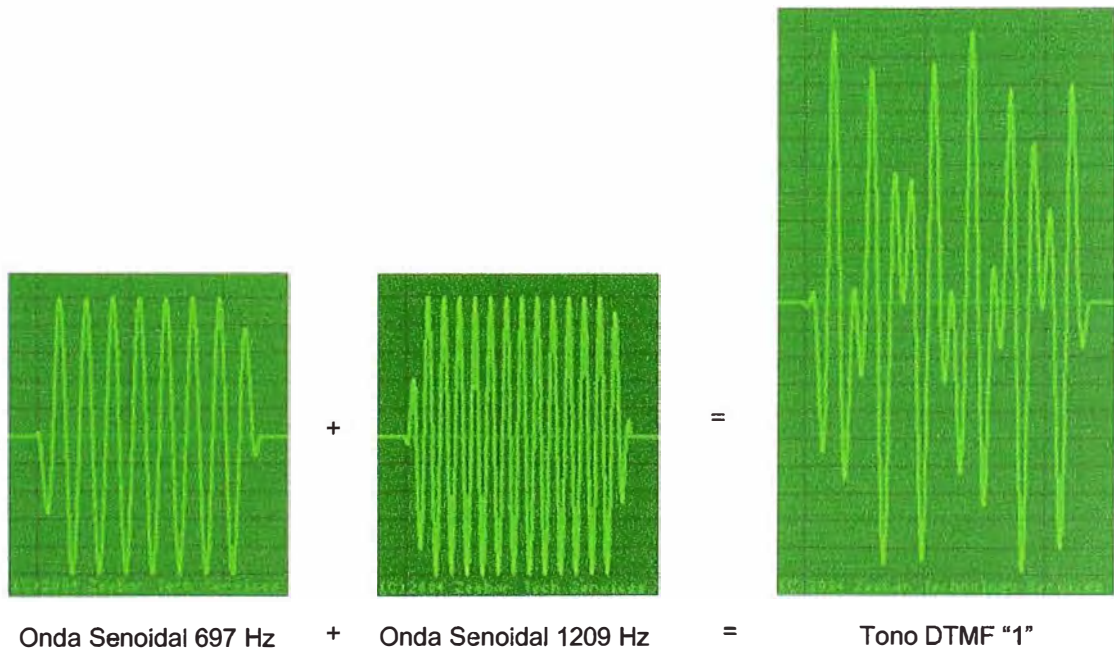 + =
Onda Senoidal 697 Hz + Onda Senoidal 1209 Hz = Tono DTMF “1”